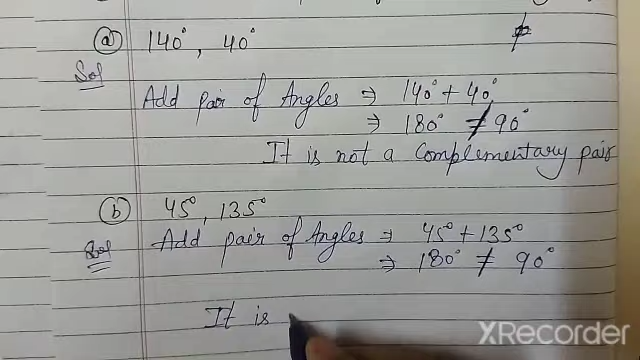 (a) 140°, 40°
Sol
Add pair of Angles ⇒ 140° + 40°
⇒ 180° ≠ 90°
It is not a Complementary pair
(b) 45°, 135°
Sol Add pair of Angles ⇒ 45° + 135°
⇒ 180° ≠ 90°
It is
XRecorder